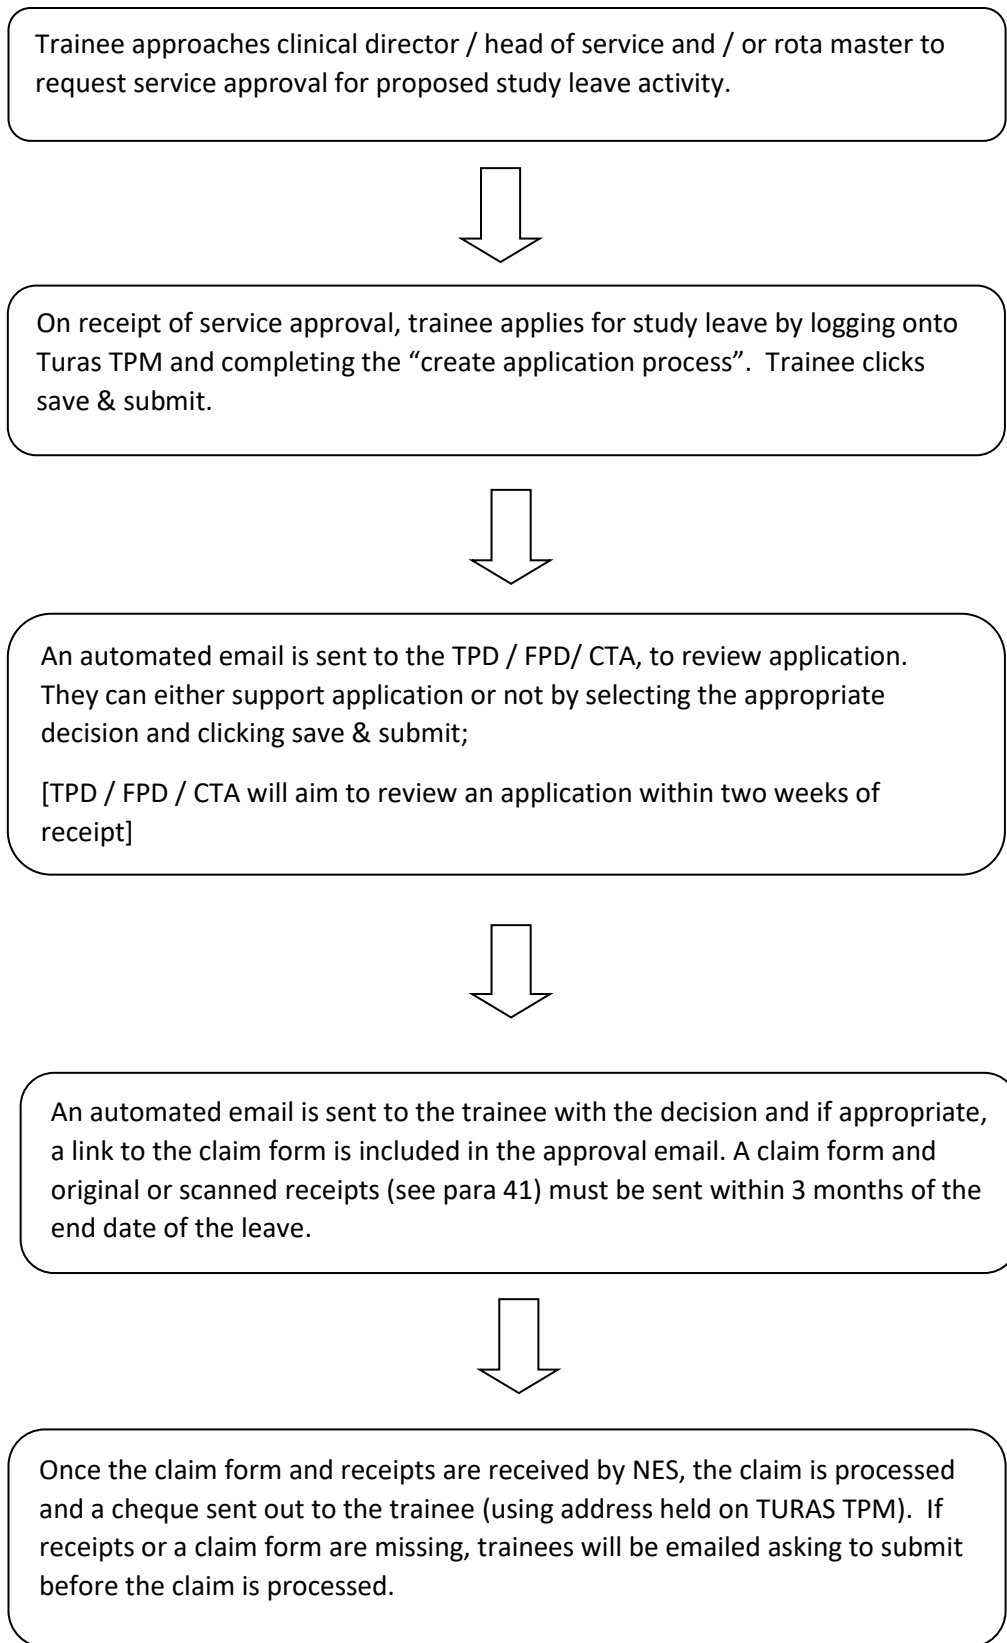 Trainee approaches clinical director / head of service and / or rota master to
request service approval for proposed study leave activity.
On receipt of service approval, trainee applies for study leave by logging onto
Turas TPM and completing the “create application process”.  Trainee clicks
save & submit.
An automated email is sent to the TPD / FPD/ CTA, to review application.
They can either support application or not by selecting the appropriate
decision and clicking save & submit;
[TPD / FPD / CTA will aim to review an application within two weeks of
receipt]
An automated email is sent to the trainee with the decision and if appropriate,
a link to the claim form is included in the approval email. A claim form and
original or scanned receipts (see para 41) must be sent within 3 months of the
end date of the leave.
Once the claim form and receipts are received by NES, the claim is processed
and a cheque sent out to the trainee (using address held on TURAS TPM).  If
receipts or a claim form are missing, trainees will be emailed asking to submit
before the claim is processed.